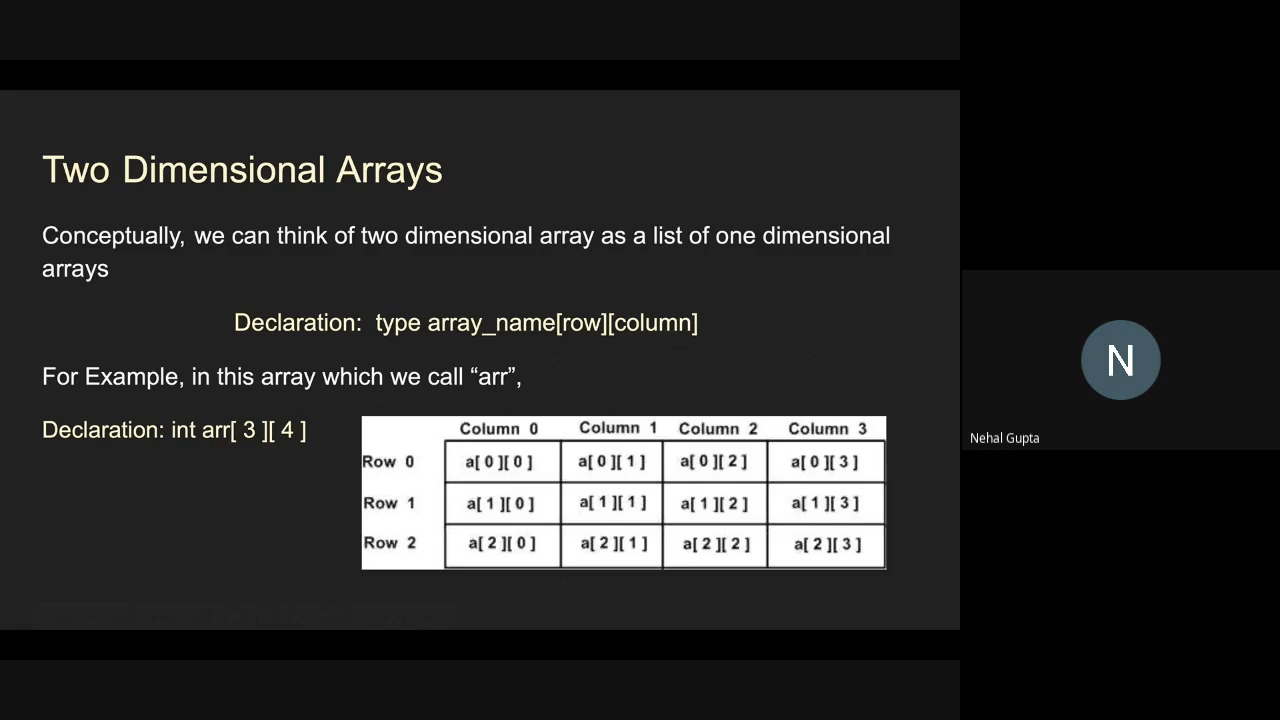 Two Dimensional Arrays
Conceptually, we can think of two dimensional array as a list of one dimensional
arrays
Declaration: type array_name[row][column]
For Example, in this array which we call “arr”,
Declaration: int arr[ 3 ][ 4 ]
Column 0 Column 1 Column 2 Column 3
Row 0 a[ 0 ][ 0 ] a[ 0 ][ 1 ] a[ 0 ][ 2 ] a[ 0 ][ 3 ]
Row 1 a[ 1 ][ 0 ] a[ 1 ][ 1 ] a[ 1 ][ 2 ] a[ 1 ][ 3 ]
Row 2 a[ 2 ][ 0 ] a[ 2 ][ 1 ] a[ 2 ][ 2 ] a[ 2 ][ 3 ]
N
Nehal Gupta